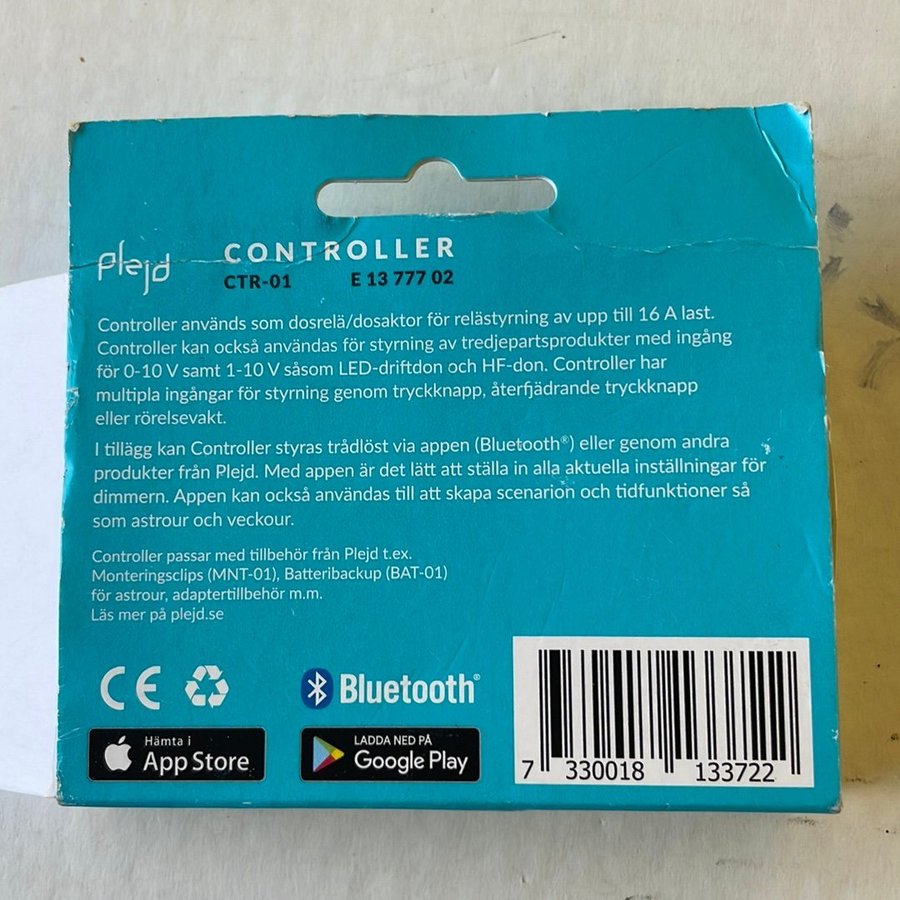 Plejd
CONTROLLER
CTR-01 E 13 777 02
Controller används som dosrelä/dosaktor för relästyrning av upp till 16 A last.
Controller kan också användas för styrning av tredjepartsprodukter med ingång
för 0-10 V samt 1-10 V såsom LED-driftdon och HF-don. Controller har
multipla ingångar för styrning genom tryckknapp, återfjädrande tryckknapp
eller rörelsevakt.
I tillägg kan Controller styras trådlöst via appen (Bluetooth®) eller genom andra
produkter från Plejd. Med appen är det lätt att ställa in alla aktuella inställningar för
dimmern. Appen kan också användas till att skapa scenarion och tidfunktioner så
som astrour och veckour.
Controller passar med tillbehör från Plejd t.ex.
Monteringsclips (MNT-01), Batteribackup (BAT-01)
för astrour, adaptertillbehör m.m.
Läs mer på plejd.se
CE
Bluetooth®
Hämta i
App Store
LADDA NED PÅ
Google Play
7 330018 133722